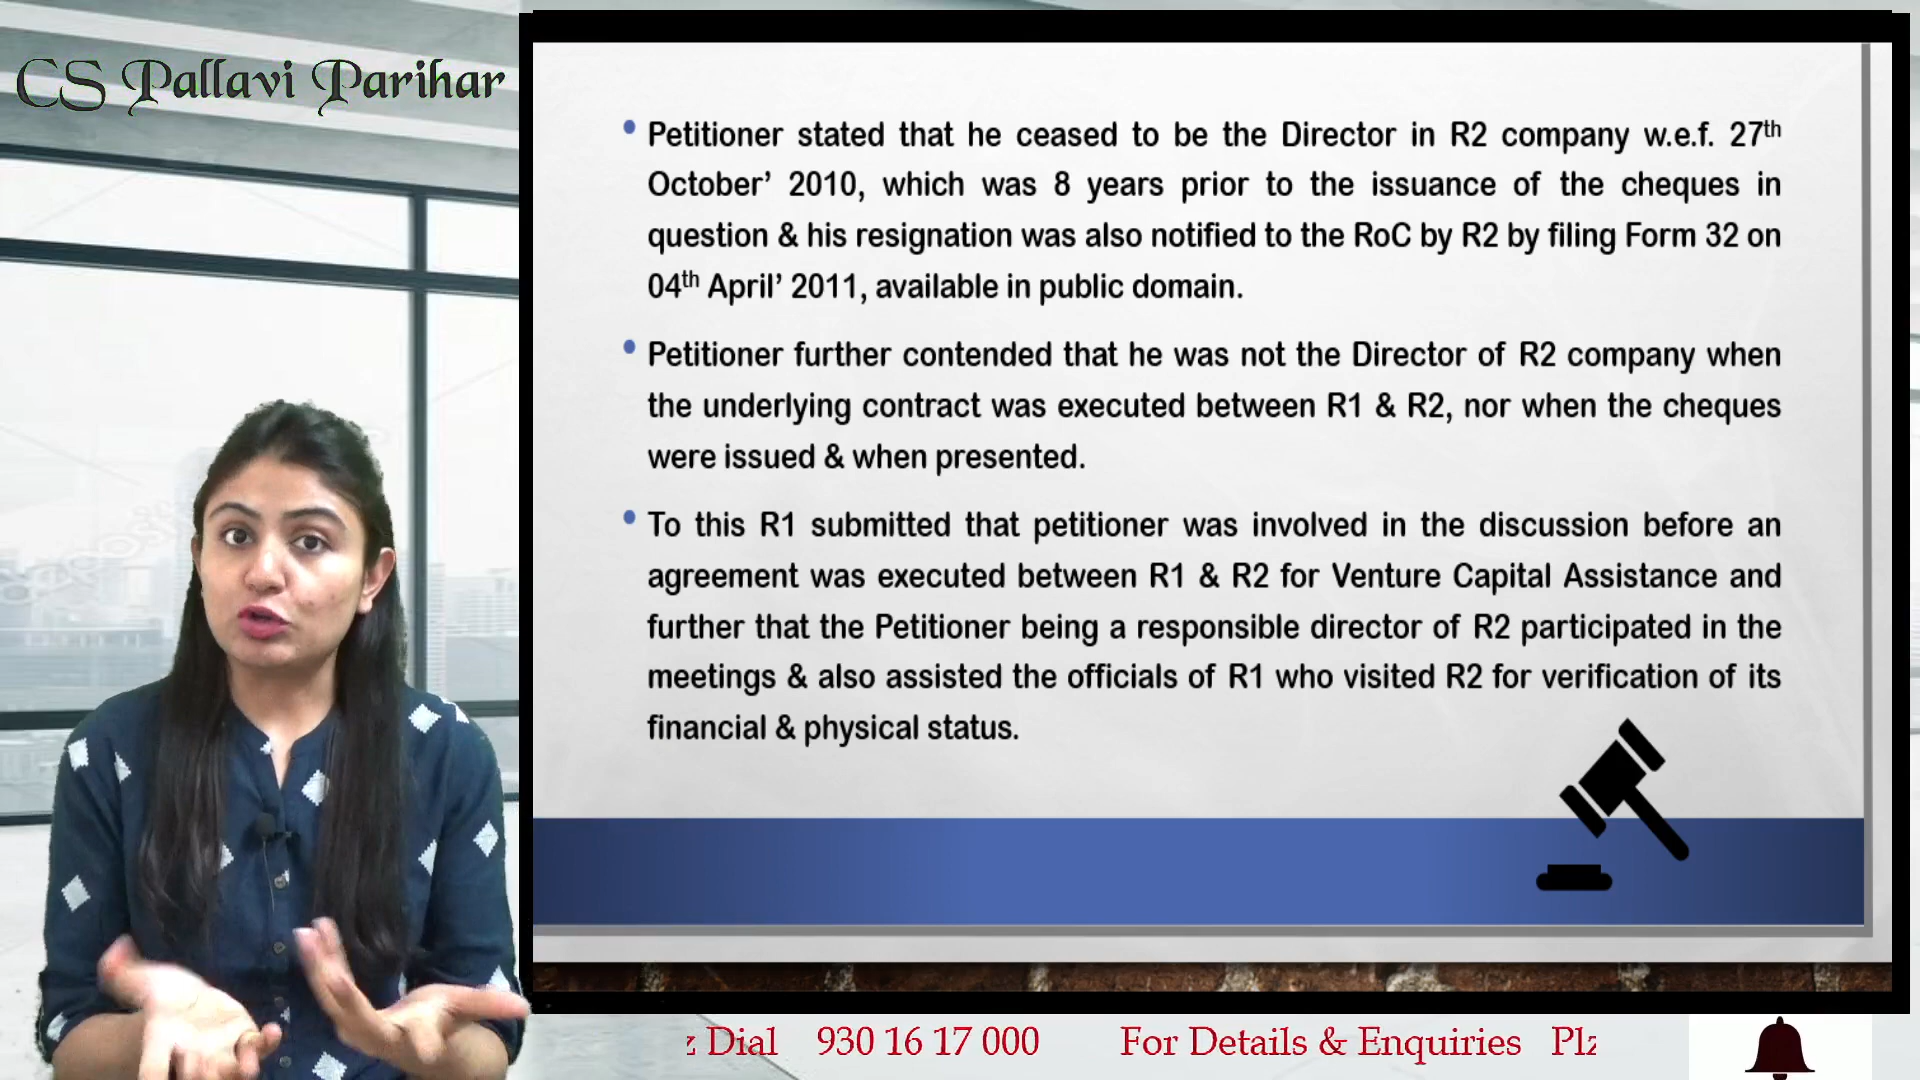 CS Pallavi Parihar
• Petitioner stated that he ceased to be the Director in R2 company w.e.f. 27th
October’ 2010, which was 8 years prior to the issuance of the cheques in
question & his resignation was also notified to the RoC by R2 by filing Form 32 on
04th April’ 2011, available in public domain.
• Petitioner further contended that he was not the Director of R2 company when
the underlying contract was executed between R1 & R2, nor when the cheques
were issued & when presented.
• To this R1 submitted that petitioner was involved in the discussion before an
agreement was executed between R1 & R2 for Venture Capital Assistance and
further that the Petitioner being a responsible director of R2 participated in the
meetings & also assisted the officials of R1 who visited R2 for verification of its
financial & physical status.
z Dial 930 16 17 000 For Details & Enquiries Plz